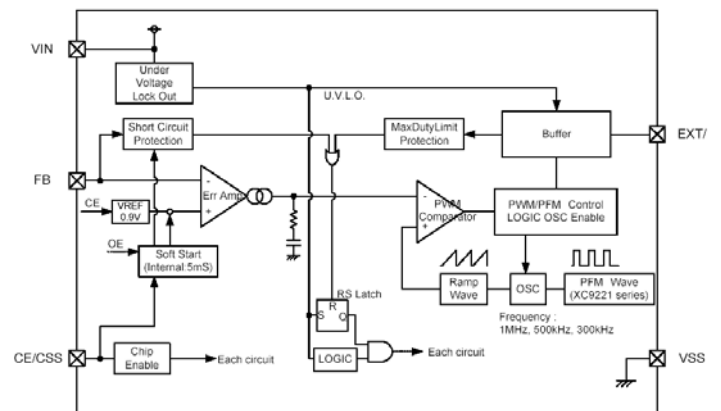 VIN
Under
Voltage
Lock Out
U.V.L.O.
Short Circuit
Protection
MaxDutyLimit
Protection
Buffer
EXT/
FB
Err Amp
-
+
CE
VREF
0.9V
OE
Soft Start
(Internal:5mS)
-
+
PWM
Comparator
PWM/PFM Control
LOGIC OSC Enable
Ramp
Wave
OSC
PFM Wave
(XC9221 series)
Frequency :
1MHz, 500kHz, 300kHz
RS Latch
R
S
Q
LOGIC
Each circuit
CE/CSS
Chip
Enable
Each circuit
VSS